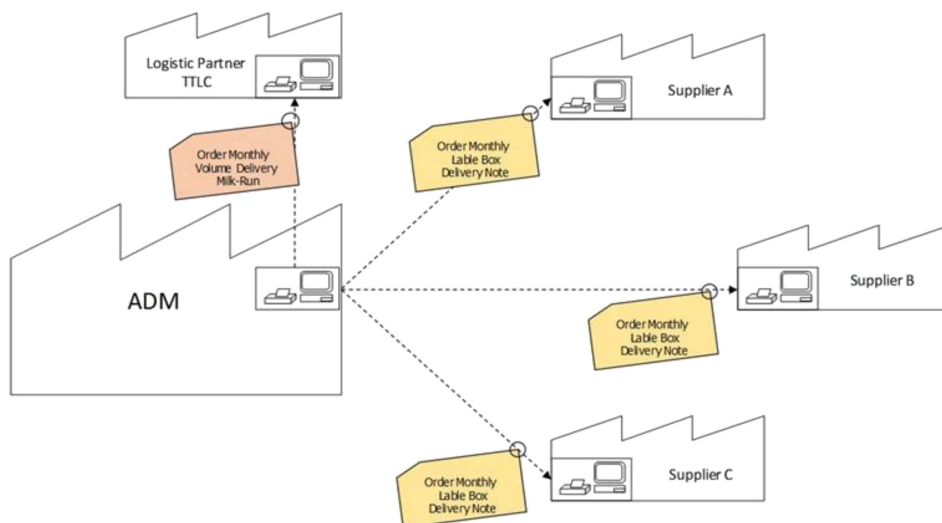 Logistic Partner
TTLC
Supplier A
Order Monthly
Volume Delivery
Milk-Run
Order Monthly
Lable Box
Delivery Note
ADM
Supplier B
Order Monthly
Lable Box
Delivery Note
Supplier C
Order Monthly
Lable Box
Delivery Note